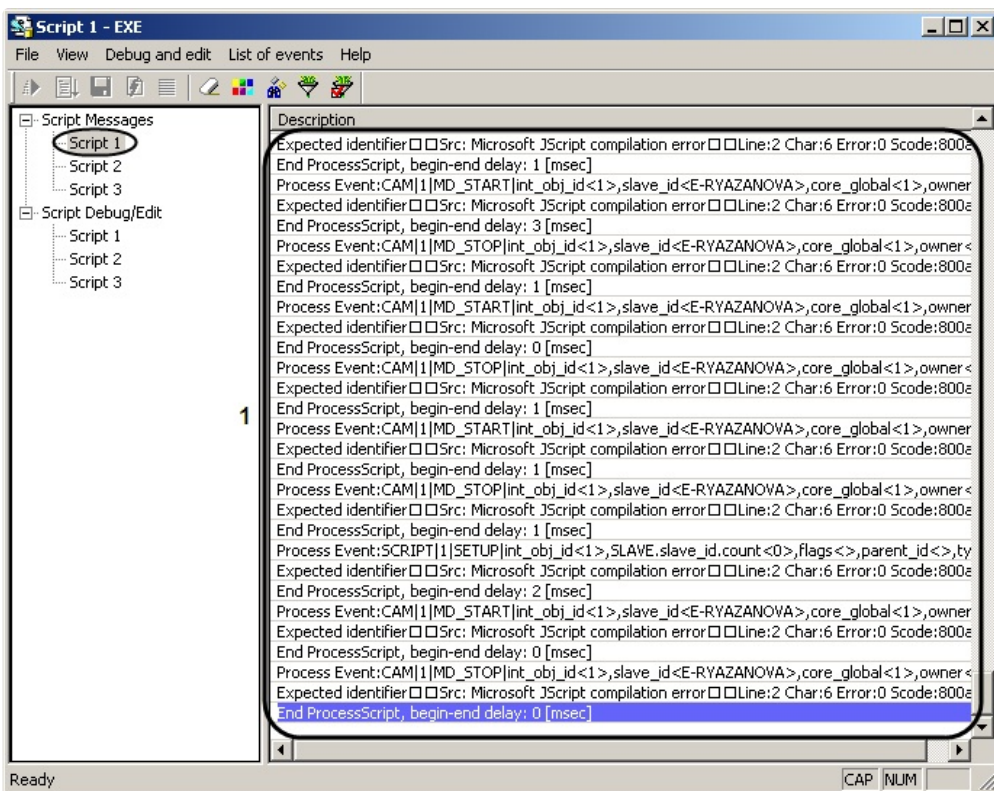 Script 1 - EXE
File View Debug and edit List of events Help
Script Messages
Script 1
Script 2
Script 3
Script Debug/Edit
Script 1
Script 2
Script 3
1
Description
Expected identifier□□Src: Microsoft JScript compilation error□□Line:2 Char:6 Error:0 Scode:800a
End ProcessScript, begin-end delay: 1 [msec]
Process Event:CAM|1|MD_START|int_obj_id<1>,slave_id<E-RYAZANOVA>,core_global<1>,owner
Expected identifier□□Src: Microsoft JScript compilation error□□Line:2 Char:6 Error:0 Scode:800a
End ProcessScript, begin-end delay: 3 [msec]
Process Event:CAM|1|MD_STOP|int_obj_id<1>,slave_id<E-RYAZANOVA>,core_global<1>,owner<
Expected identifier□□Src: Microsoft JScript compilation error□□Line:2 Char:6 Error:0 Scode:800a
End ProcessScript, begin-end delay: 1 [msec]
Process Event:CAM|1|MD_START|int_obj_id<1>,slave_id<E-RYAZANOVA>,core_global<1>,owner
Expected identifier□□Src: Microsoft JScript compilation error□□Line:2 Char:6 Error:0 Scode:800a
End ProcessScript, begin-end delay: 0 [msec]
Process Event:CAM|1|MD_STOP|int_obj_id<1>,slave_id<E-RYAZANOVA>,core_global<1>,owner<
Expected identifier□□Src: Microsoft JScript compilation error□□Line:2 Char:6 Error:0 Scode:800a
End ProcessScript, begin-end delay: 1 [msec]
Process Event:CAM|1|MD_START|int_obj_id<1>,slave_id<E-RYAZANOVA>,core_global<1>,owner
Expected identifier□□Src: Microsoft JScript compilation error□□Line:2 Char:6 Error:0 Scode:800a
End ProcessScript, begin-end delay: 1 [msec]
Process Event:CAM|1|MD_STOP|int_obj_id<1>,slave_id<E-RYAZANOVA>,core_global<1>,owner<
Expected identifier□□Src: Microsoft JScript compilation error□□Line:2 Char:6 Error:0 Scode:800a
End ProcessScript, begin-end delay: 1 [msec]
Process Event:SCRIPT|1|SETUP|int_obj_id<1>,SLAVE.slave_id.count<0>,flags<>,parent_id<>,ty
Expected identifier□□Src: Microsoft JScript compilation error□□Line:2 Char:6 Error:0 Scode:800a
End ProcessScript, begin-end delay: 2 [msec]
Process Event:CAM|1|MD_START|int_obj_id<1>,slave_id<E-RYAZANOVA>,core_global<1>,owner
Expected identifier□□Src: Microsoft JScript compilation error□□Line:2 Char:6 Error:0 Scode:800a
End ProcessScript, begin-end delay: 0 [msec]
Process Event:CAM|1|MD_STOP|int_obj_id<1>,slave_id<E-RYAZANOVA>,core_global<1>,owner<
Expected identifier□□Src: Microsoft JScript compilation error□□Line:2 Char:6 Error:0 Scode:800a
End ProcessScript, begin-end delay: 0 [msec]
Ready
CAP NUM